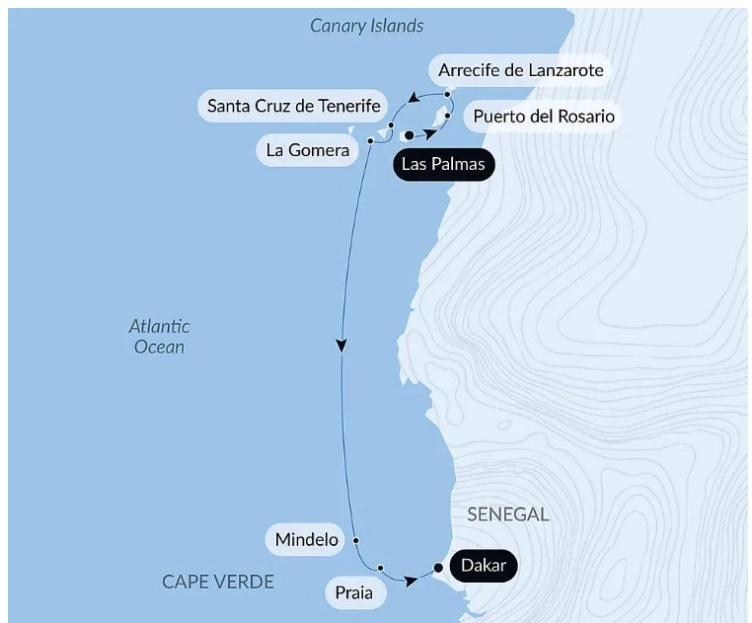 Canary Islands
Arrecife de Lanzarote
Santa Cruz de Tenerife
Puerto del Rosario
La Gomera
Las Palmas
Atlantic
Ocean
SENEGAL
Mindelo
Dakar
CAPE VERDE
Praia